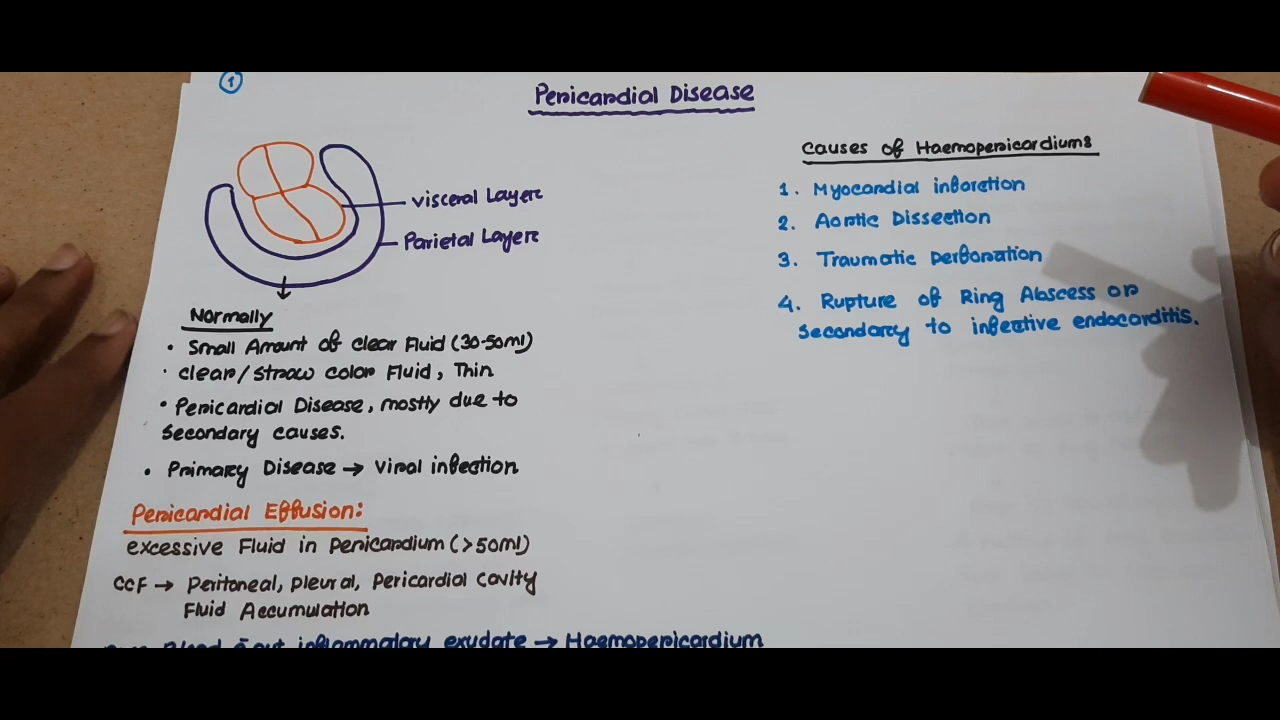 1
Pericardial Disease
visceral Layer
Parietal Layer
Normally
• Small Amount of clear Fluid (30-50ml)
• clear/straw color Fluid, Thin
• Pericardial Disease, mostly due to
secondary causes.
• Primary Disease → Viral infection
Pericardial Effusion:
excessive Fluid in Pericardium (>50ml)
CCF → Peritoneal, pleural, Pericardial cavity
Fluid Accumulation
Blood c̄out inflammatory exudate → Haemopericardium
Causes of Haemopericardium:
1. Myocardial infarction
2. Aortic Dissection
3. Traumatic perforation
4. Rupture of Ring Abscess or
secondary to infective endocarditis.